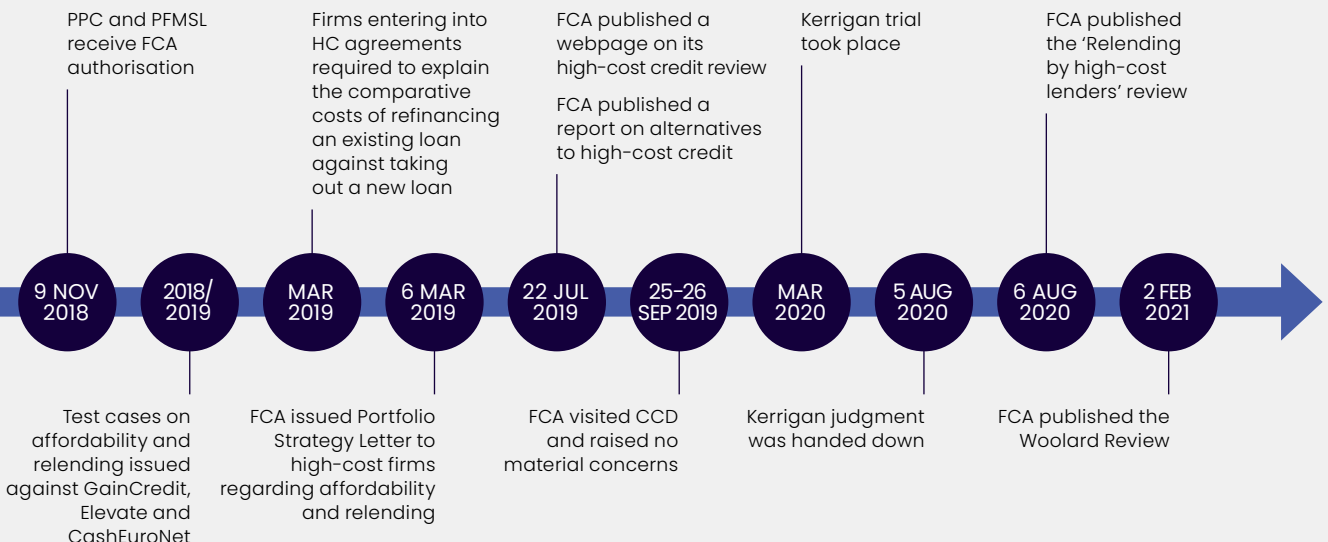 PPC and PFMSL
receive FCA
authorisation
Firms entering into
HC agreements
required to explain
the comparative
costs of refinancing
an existing loan
against taking
out a new loan
FCA published a
webpage on its
high-cost credit review
FCA published a
report on alternatives
to high-cost credit
Kerrigan trial
took place
FCA published
the ‘Relending
by high-cost
lenders’ review
9 NOV
2018
2018/
2019
MAR
2019
6 MAR
2019
22 JUL
2019
25-26
SEP 2019
MAR
2020
5 AUG
2020
6 AUG
2020
2 FEB
2021
Test cases on
affordability and
relending issued
against GainCredit,
Elevate and
CashEuroNet
FCA issued Portfolio
Strategy Letter to
high-cost firms
regarding affordability
and relending
FCA visited CCD
and raised no
material concerns
Kerrigan judgment
was handed down
FCA published the
Woolard Review